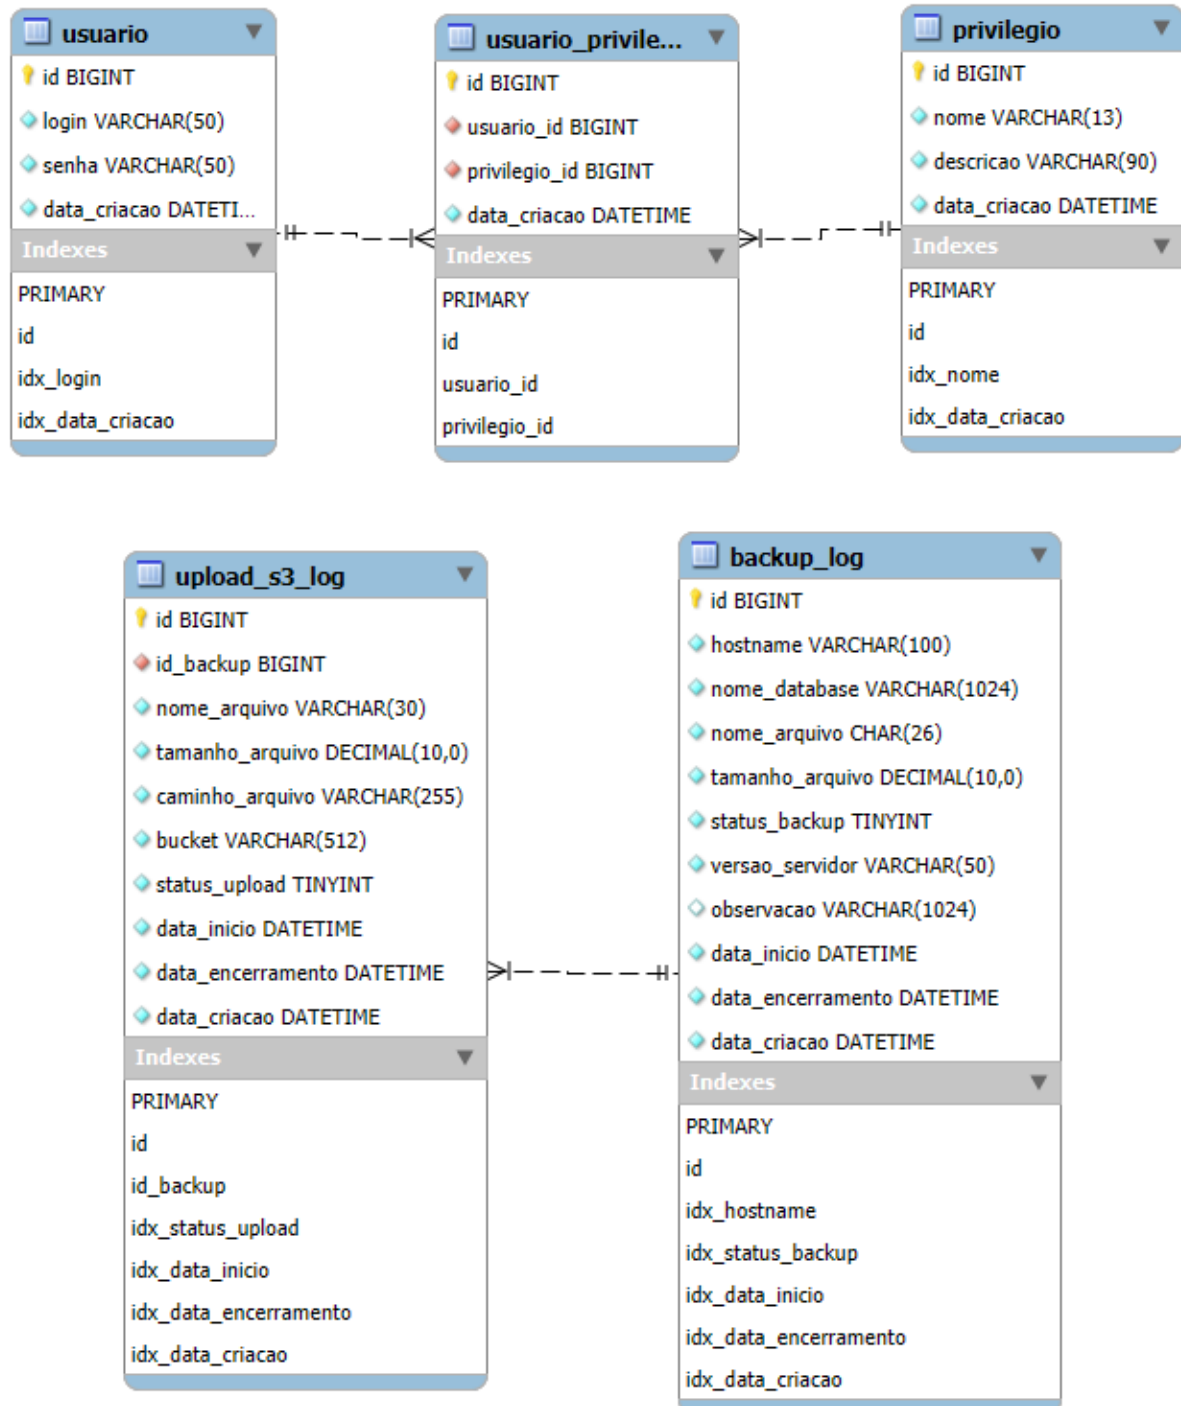 usuario
id BIGINT
login VARCHAR(50)
senha VARCHAR(50)
data_criacao DATETI...
Indexes
PRIMARY
id
idx_login
idx_data_criacao
usuario_privile...
id BIGINT
usuario_id BIGINT
privilegio_id BIGINT
data_criacao DATETIME
Indexes
PRIMARY
id
usuario_id
privilegio_id
privilegio
id BIGINT
nome VARCHAR(13)
descricao VARCHAR(90)
data_criacao DATETIME
Indexes
PRIMARY
id
idx_nome
idx_data_criacao
upload_s3_log
id BIGINT
id_backup BIGINT
nome_arquivo VARCHAR(30)
tamanho_arquivo DECIMAL(10,0)
caminho_arquivo VARCHAR(255)
bucket VARCHAR(512)
status_upload TINYINT
data_inicio DATETIME
data_encerramento DATETIME
data_criacao DATETIME
Indexes
PRIMARY
id
id_backup
idx_status_upload
idx_data_inicio
idx_data_encerramento
idx_data_criacao
backup_log
id BIGINT
hostname VARCHAR(100)
nome_database VARCHAR(1024)
nome_arquivo CHAR(26)
tamanho_arquivo DECIMAL(10,0)
status_backup TINYINT
versao_servidor VARCHAR(50)
observacao VARCHAR(1024)
data_inicio DATETIME
data_encerramento DATETIME
data_criacao DATETIME
Indexes
PRIMARY
id
idx_hostname
idx_status_backup
idx_data_inicio
idx_data_encerramento
idx_data_criacao